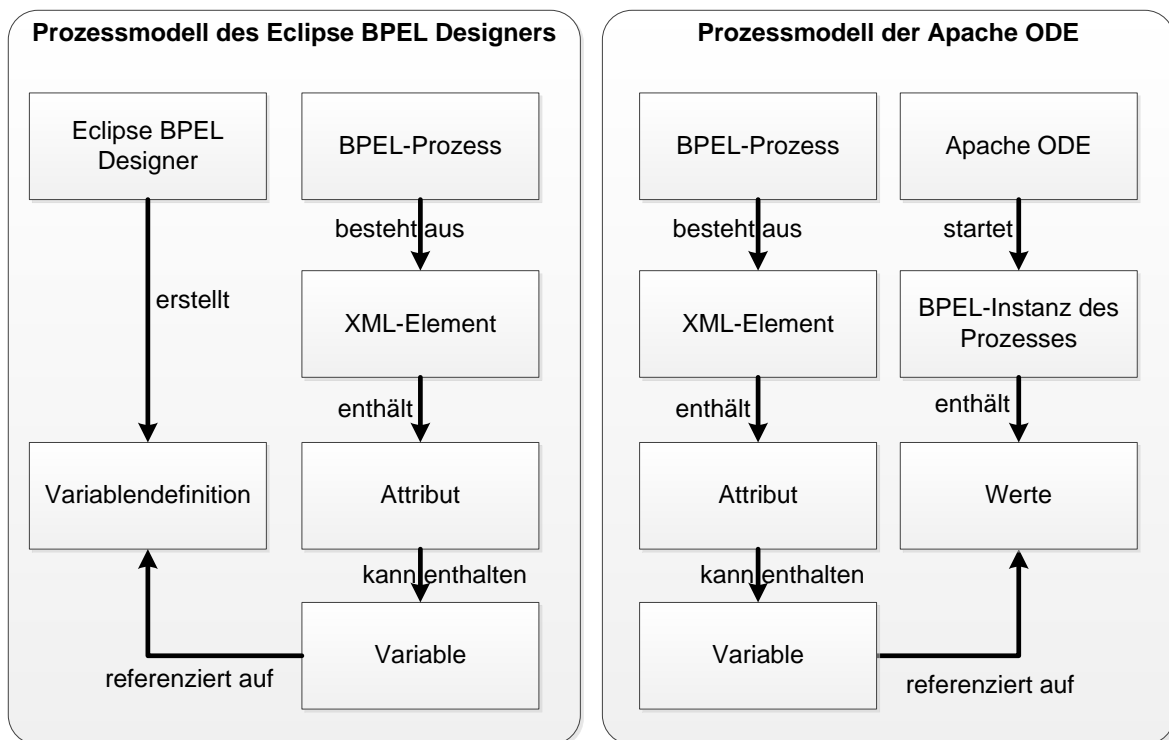 Prozessmodell des Eclipse BPEL Designers
Eclipse BPEL
Designer
BPEL-Prozess
besteht aus
erstellt
XML-Element
enthält
Variablendefinition
Attribut
kann enthalten
Variable
referenziert auf
Prozessmodell der Apache ODE
BPEL-Prozess
Apache ODE
besteht aus
startet
XML-Element
BPEL-Instanz des
Prozesses
enthält
enthält
Attribut
Werte
kann enthalten
Variable
referenziert auf